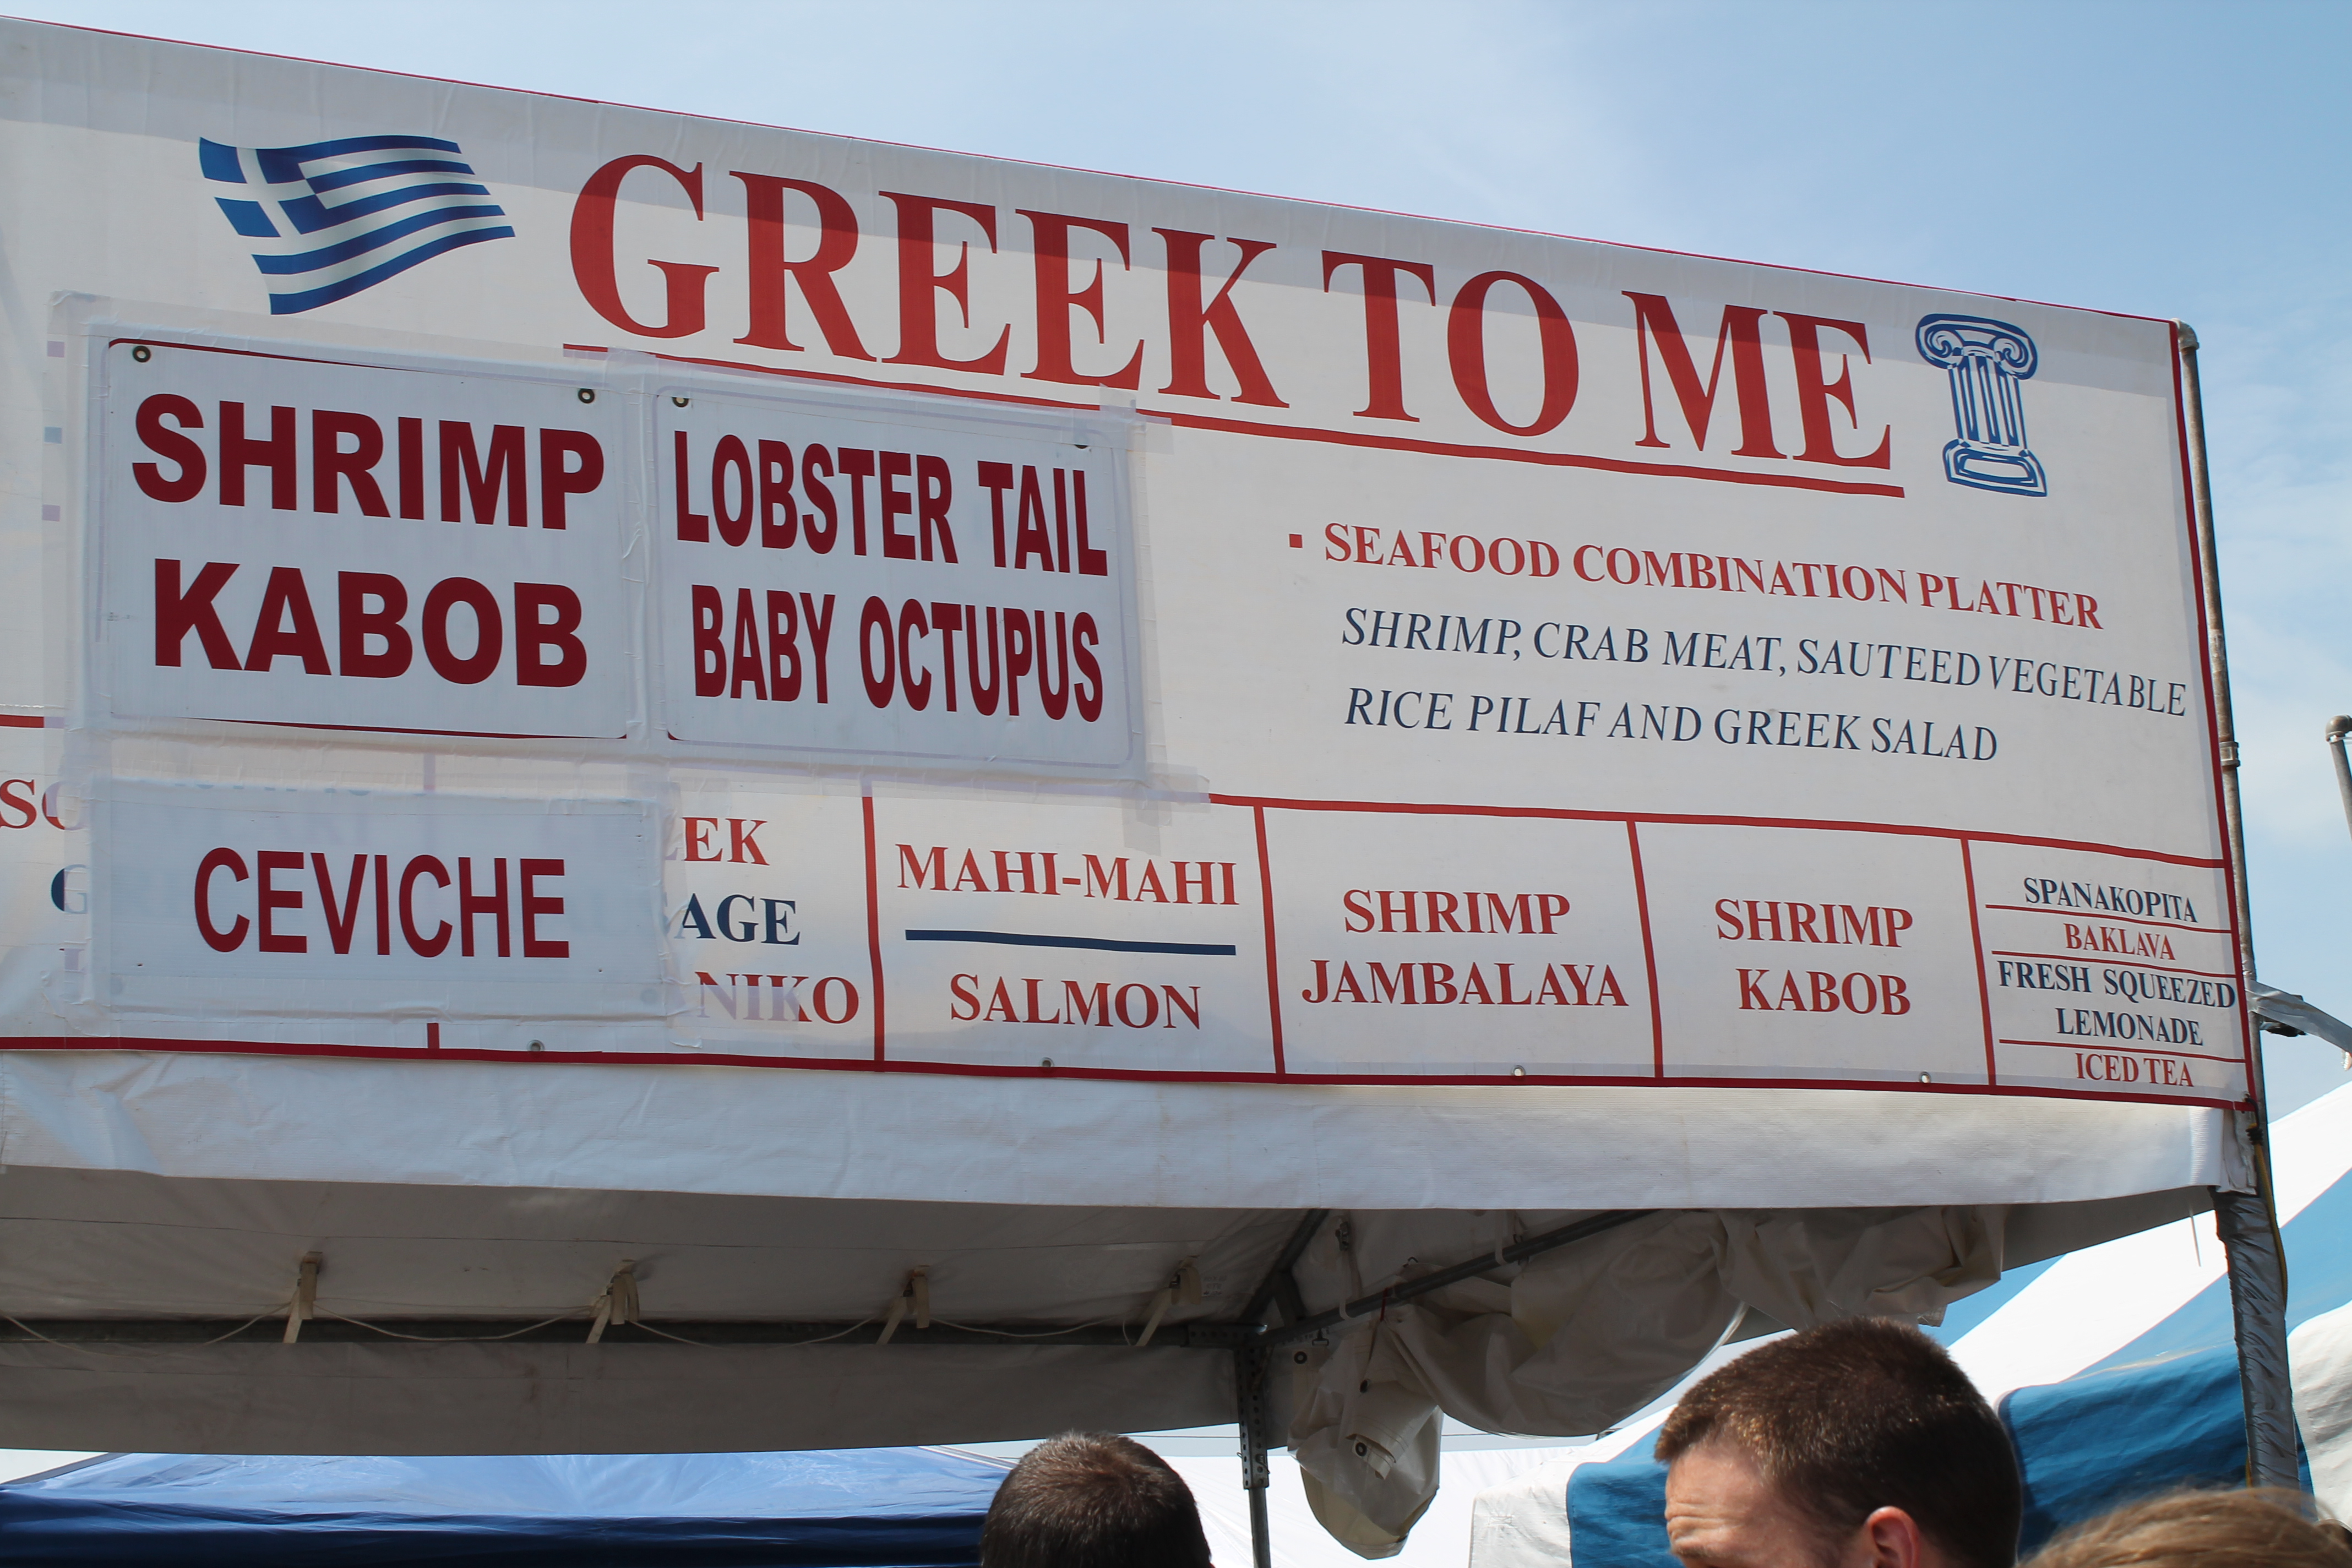 GREEK TO ME
SHRIMP
KABOB
LOBSTER TAIL
BABY OCTUPUS
▪ SEAFOOD COMBINATION PLATTER
SHRIMP, CRAB MEAT, SAUTEED VEGETABLE
RICE PILAF AND GREEK SALAD
CEVICHE
MAHI-MAHI
SALMON
SHRIMP
JAMBALAYA
SHRIMP
KABOB
SPANAKOPITA
BAKLAVA
FRESH SQUEEZED
LEMONADE
ICED TEA